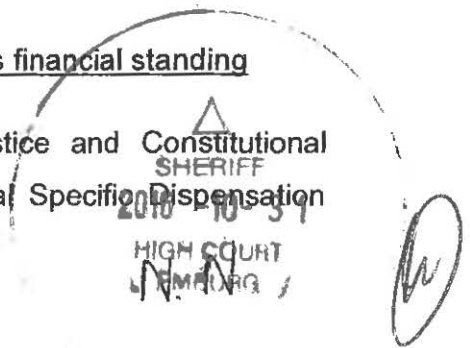 s financial standing
stice and Constitutional
SHERIFF
al Specific Dispensation
HIGH COURT
N. N